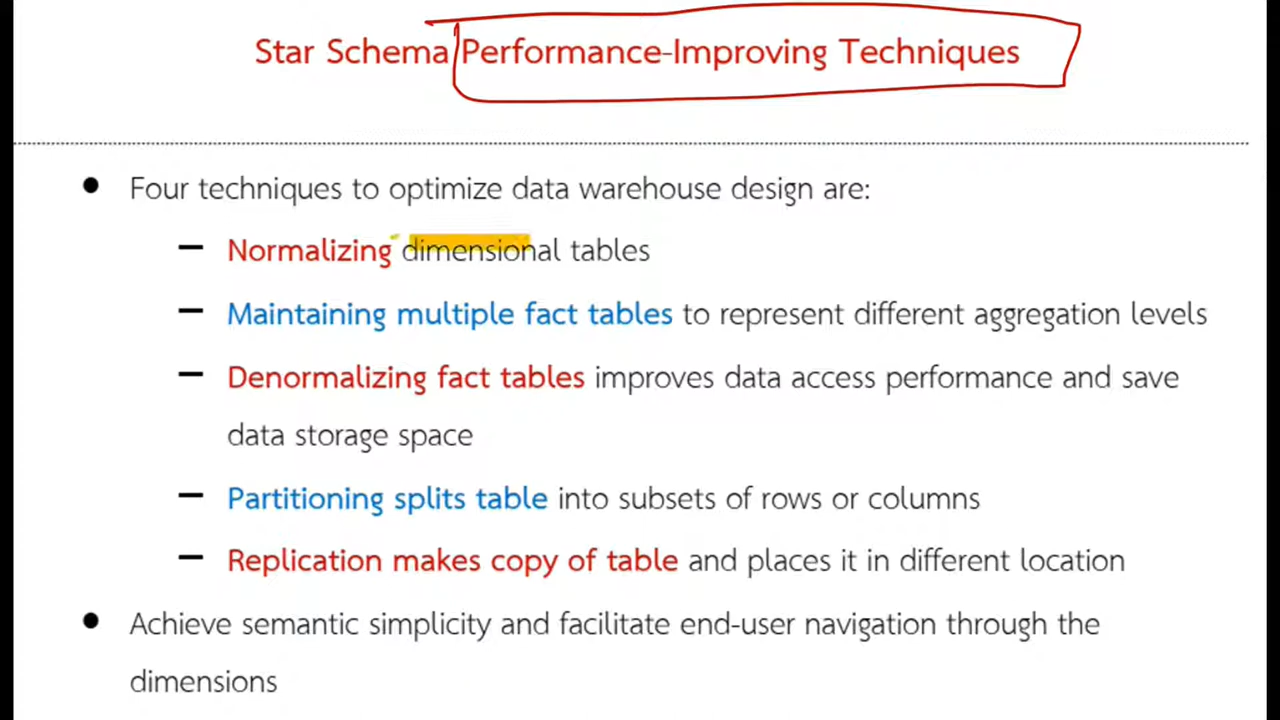 Star Schema Performance-Improving Techniques
• Four techniques to optimize data warehouse design are:
– Normalizing dimensional tables
– Maintaining multiple fact tables to represent different aggregation levels
– Denormalizing fact tables improves data access performance and save
data storage space
– Partitioning splits table into subsets of rows or columns
– Replication makes copy of table and places it in different location
• Achieve semantic simplicity and facilitate end-user navigation through the
dimensions